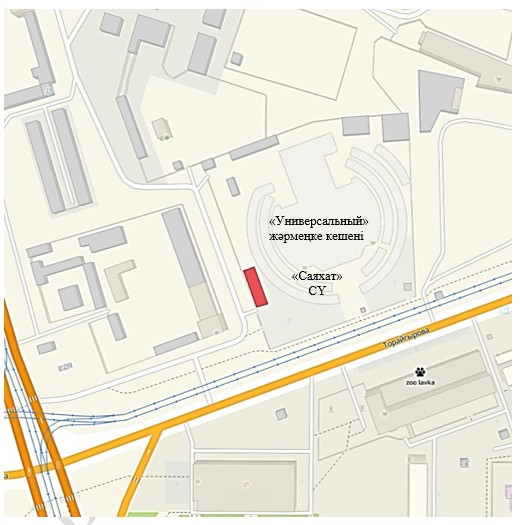 «Универсальный»
жәрмеңке кешені
«Саяхат»
СҮ
Торайгырова
zoo lavka
а